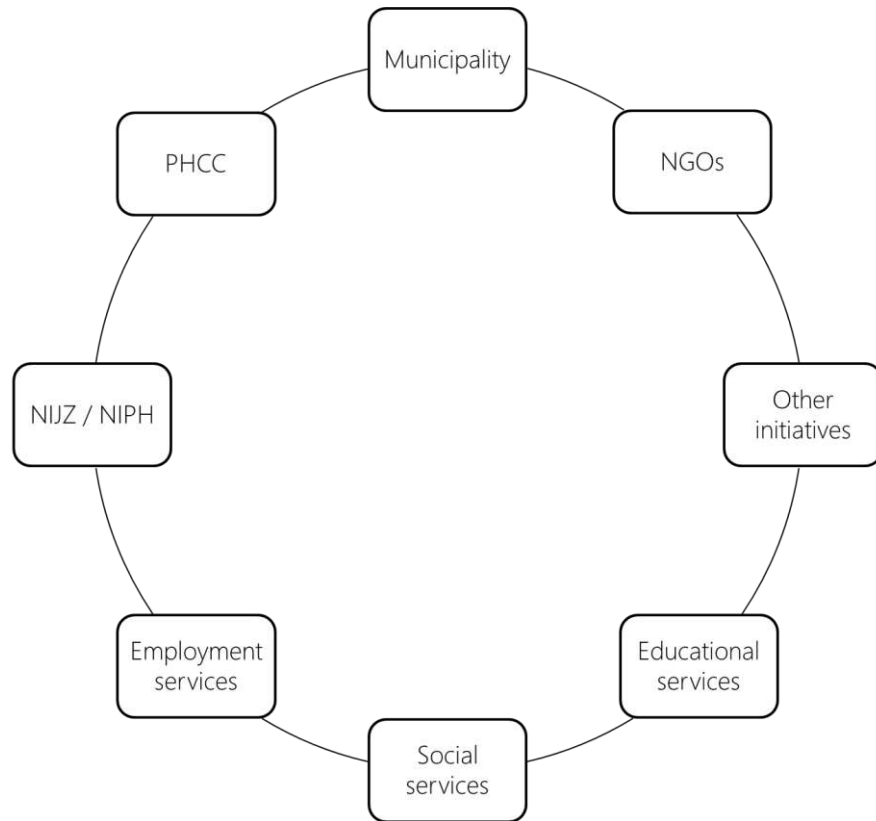 Municipality
PHCC
NGOs
NIJZ / NIPH
Other
initiatives
Employment
services
Educational
services
Social
services